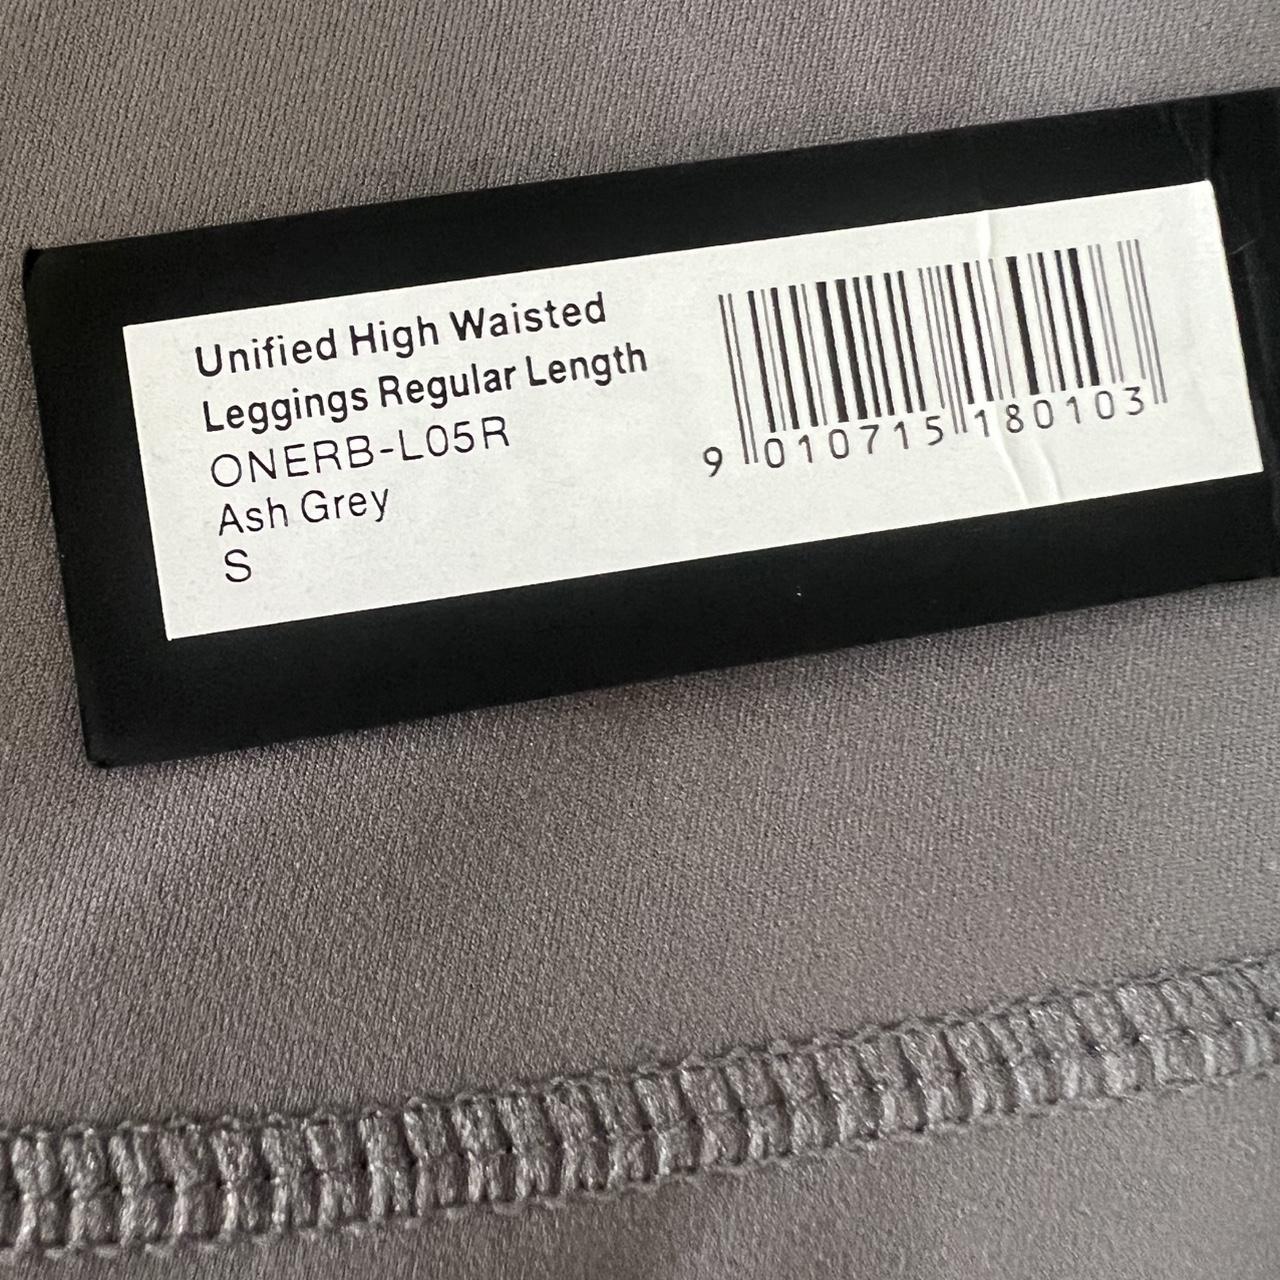 Unified High Waisted
Leggings Regular Length
ONERB-L05R
Ash Grey
S
9 010715 180103